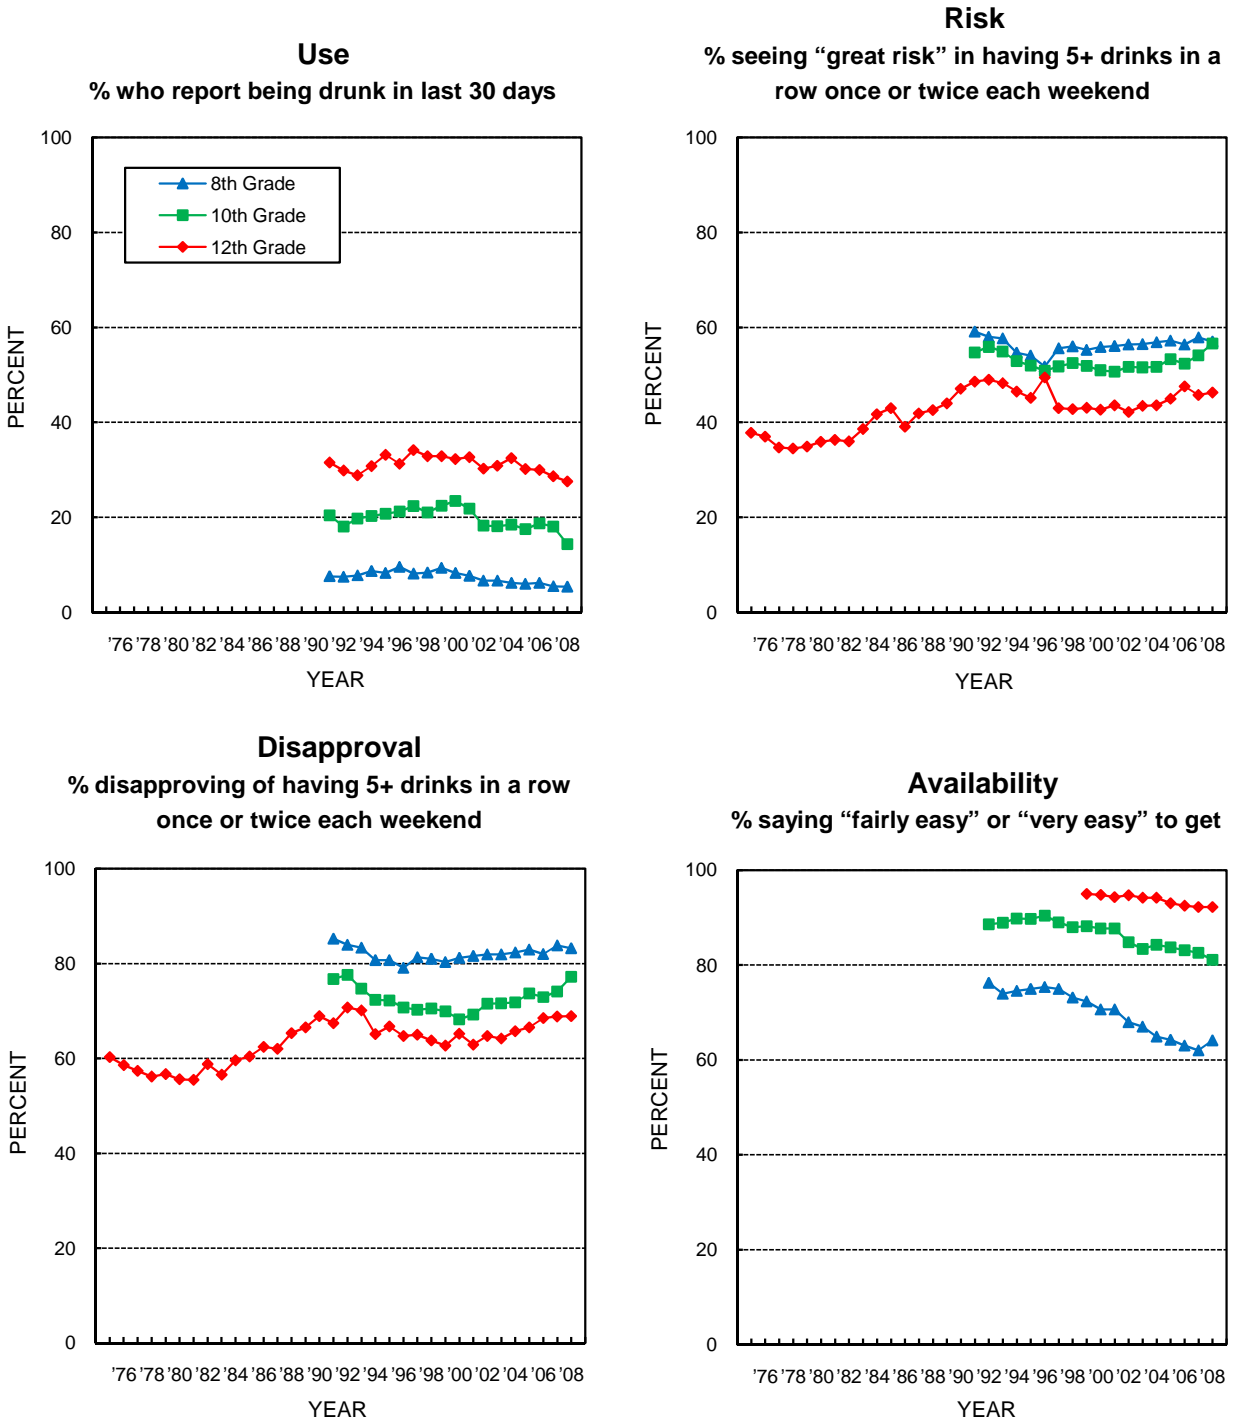 Use
% who report being drunk in last 30 days
100
80
60
40
20
0
PERCENT
8th Grade
10th Grade
12th Grade
’76 ’78 ’80 ’82 ’84 ’86 ’88 ’90 ’92 ’94 ’96 ’98 ’00 ’02 ’04 ’06 ’08
YEAR
Risk
% seeing “great risk” in having 5+ drinks in a
row once or twice each weekend
100
80
60
40
20
0
PERCENT
’76 ’78 ’80 ’82 ’84 ’86 ’88 ’90 ’92 ’94 ’96 ’98 ’00 ’02 ’04 ’06 ’08
YEAR
Disapproval
% disapproving of having 5+ drinks in a row
once or twice each weekend
100
80
60
40
20
0
PERCENT
’76 ’78 ’80 ’82 ’84 ’86 ’88 ’90 ’92 ’94 ’96 ’98 ’00 ’02 ’04 ’06 ’08
YEAR
Availability
% saying “fairly easy” or “very easy” to get
100
80
60
40
20
0
PERCENT
’76 ’78 ’80 ’82 ’84 ’86 ’88 ’90 ’92 ’94 ’96 ’98 ’00 ’02 ’04 ’06 ’08
YEAR